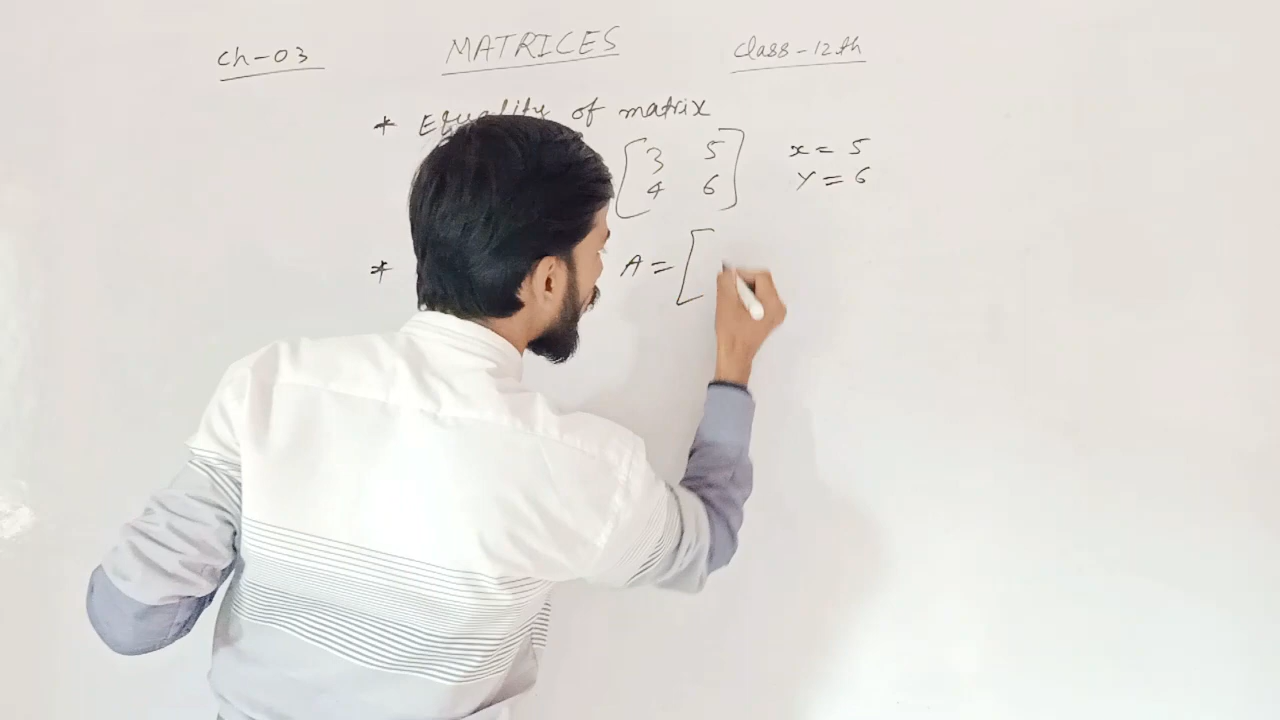 Ch-03 MATRICES Class-12th
* Equality of matrix
[3 5 x = 5
4 6] y = 6
* A = [